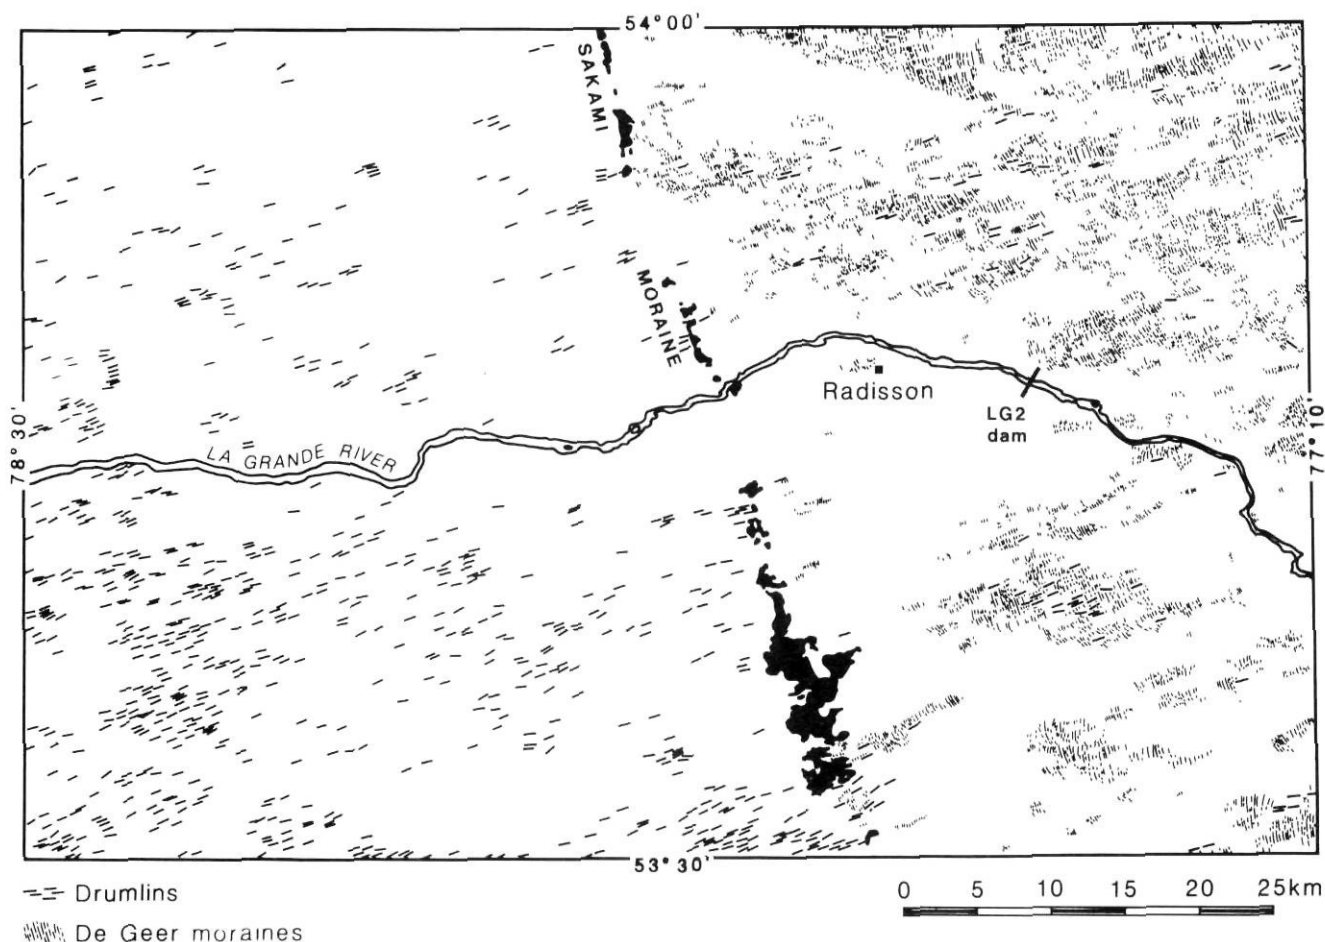 54°00'
SAKAMI
MORAINE
Radisson
LG2
dam
LA GRANDE RIVER
78°30'
77°10'
53°30'
Drumlins
De Geer moraines
0 5 10 15 20 25km